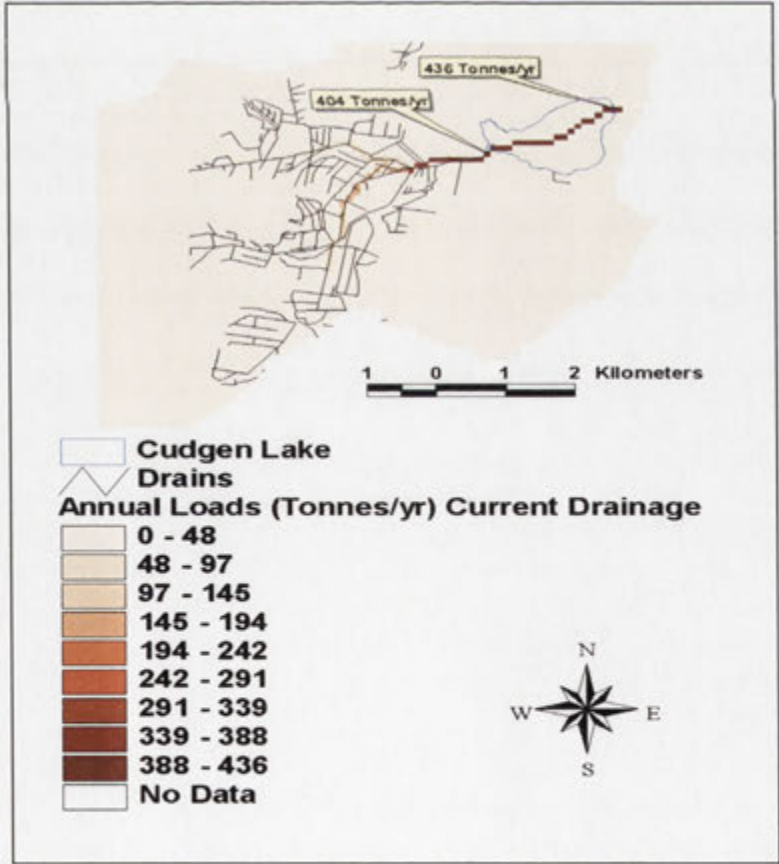 436 Tonnes/yr
404 Tonnes/yr
1 0 1 2 Kilometers
Cudgen Lake
Drains
Annual Loads (Tonnes/yr) Current Drainage
0 - 48
48 - 97
97 - 145
145 - 194
194 - 242
242 - 291
291 - 339
339 - 388
388 - 436
No Data
N
W E
S